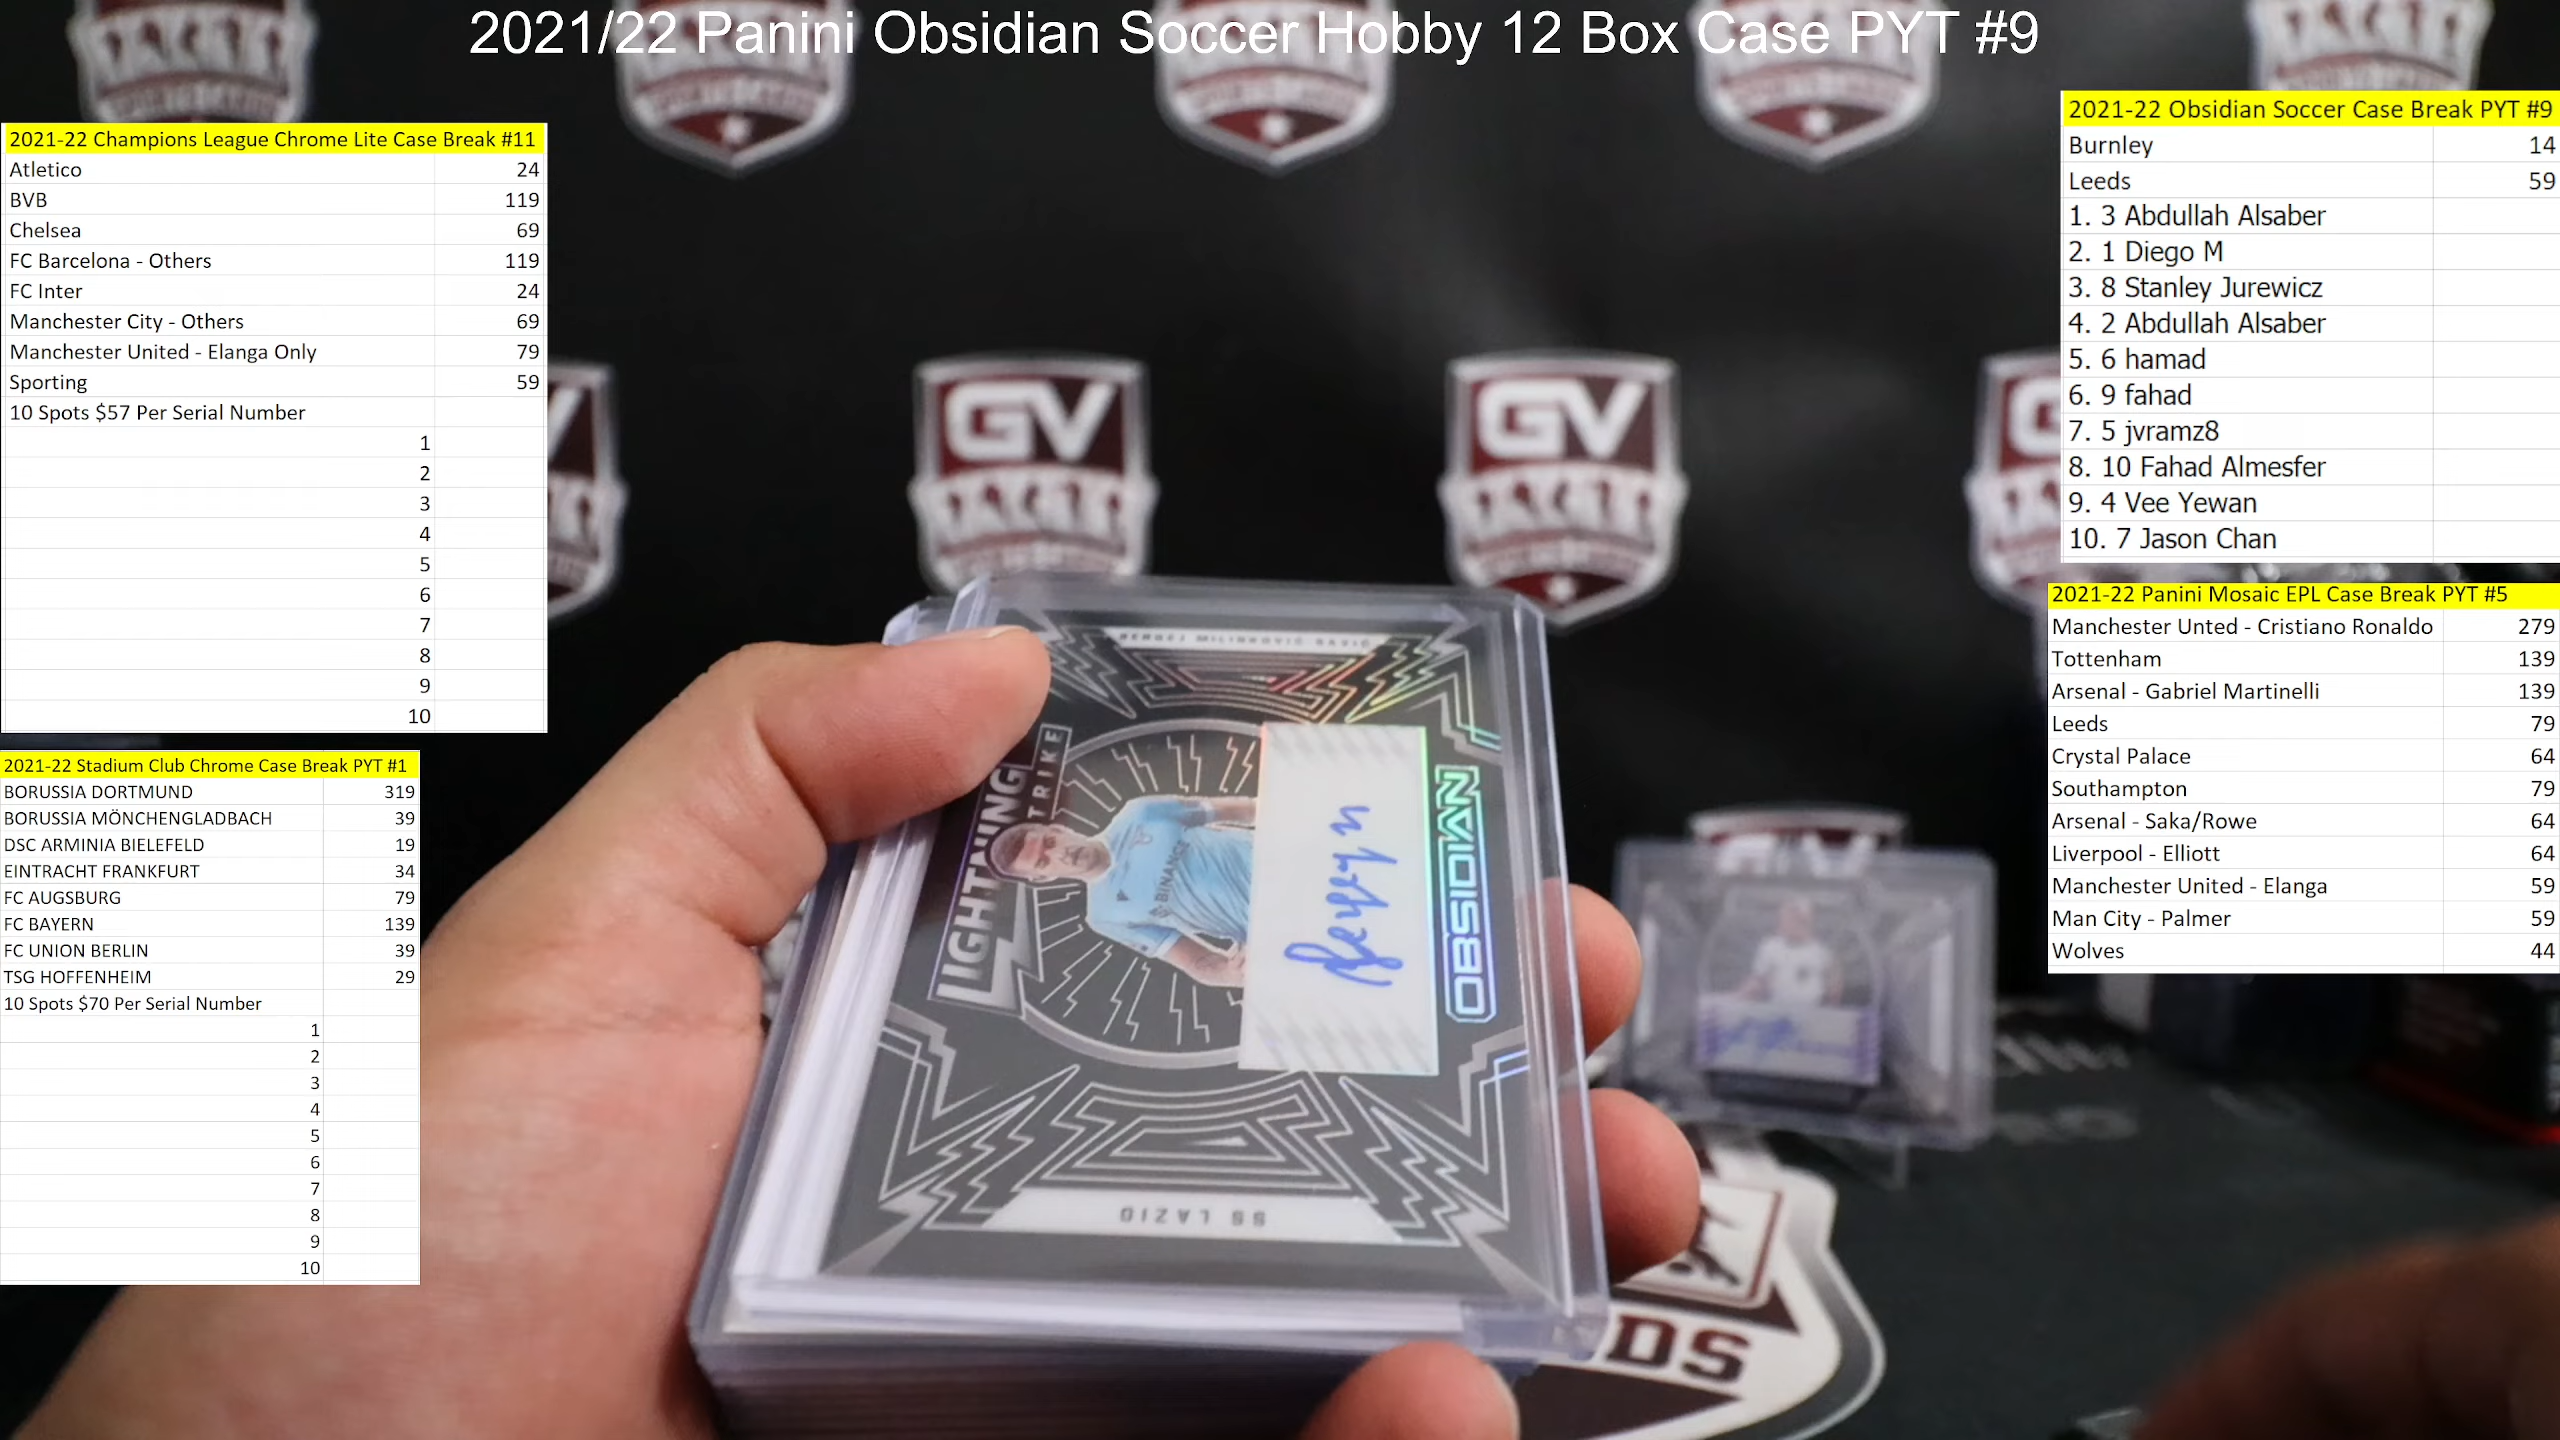 2021/22 Panini Obsidian Soccer Hobby 12 Box Case PYT #9
2021-22 Champions League Chrome Lite Case Break #11
Atletico 24
BVB 119
Chelsea 69
FC Barcelona - Others 119
FC Inter 24
Manchester City - Others 69
Manchester United - Elanga Only 79
Sporting 59
10 Spots $57 Per Serial Number
1
2
3
4
5
6
7
8
9
10
2021-22 Stadium Club Chrome Case Break PYT #1
BORUSSIA DORTMUND 319
BORUSSIA MÖNCHENGLADBACH 39
DSC ARMINIA BIELEFELD 19
EINTRACHT FRANKFURT 34
FC AUGSBURG 79
FC BAYERN 139
FC UNION BERLIN 39
TSG HOFFENHEIM 29
10 Spots $70 Per Serial Number
1
2
3
4
5
6
7
8
9
10
2021-22 Obsidian Soccer Case Break PYT #9
Burnley 14
Leeds 59
1. 3 Abdullah Alsaber
2. 1 Diego M
3. 8 Stanley Jurewicz
4. 2 Abdullah Alsaber
5. 6 hamad
6. 9 fahad
7. 5 jvramz8
8. 10 Fahad Almesfer
9. 4 Vee Yewan
10. 7 Jason Chan
2021-22 Panini Mosaic EPL Case Break PYT #5
Manchester Unted - Cristiano Ronaldo 279
Tottenham 139
Arsenal - Gabriel Martinelli 139
Leeds 79
Crystal Palace 64
Southampton 79
Arsenal - Saka/Rowe 64
Liverpool - Elliott 64
Manchester United - Elanga 59
Man City - Palmer 59
Wolves 44
GV
GV
SERGEJ MILINKOVIĆ SAVIĆ
LIGHTNING
STRIKE
BINANCE
OBSIDIAN
SS LAZIO
DS